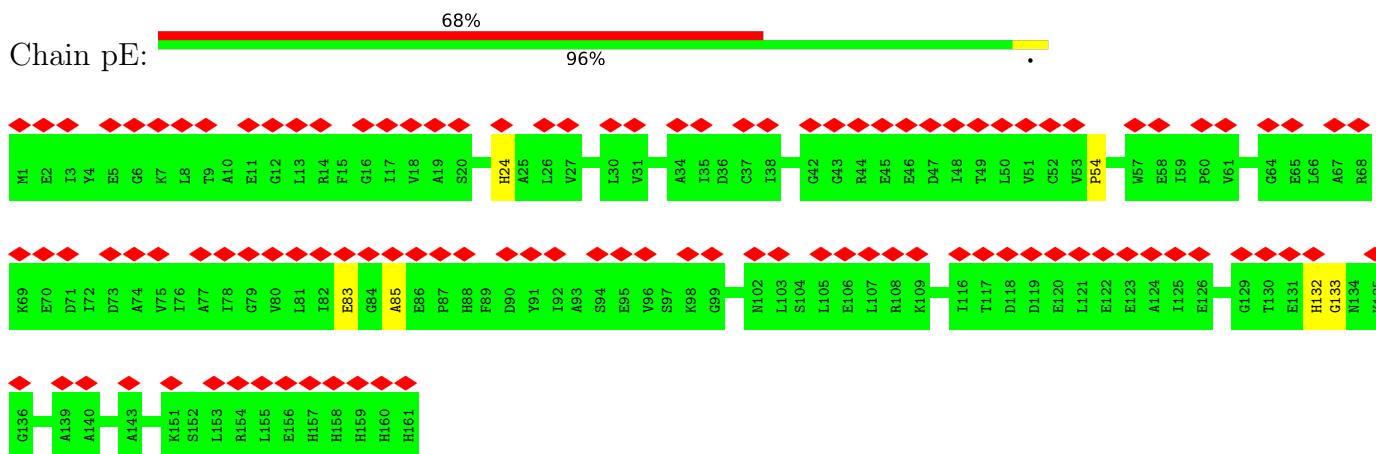 68%
Chain pE:
96%
•
M1 E2 I3 Y4 E5 G6 K7 L8 T9 A10 E11 G12 L13 R14 F15 G16 I17 V18 A19 S20 H24 A25 L26 V27 L30 V31 A34 I35 D36 C37 I38 G42 G43 R44 E45 E46 D47 I48 T49 L50 V51 C52 V53 P54 W57 E58 I59 P60 V61 G64 E65 L66 A67 R68
K69 E70 D71 I72 D73 A74 V75 I76 A77 I78 G79 V80 L81 I82 E83 G84 A85 E86 P87 H88 F89 D90 Y91 I92 A93 S94 E95 V96 S97 K98 G99 N102 L103 S104 L105 E106 L107 R108 K109 I116 T117 D118 D119 E120 L121 E122 E123 A124 I125 E126 G129 T130 E131 H132 G133 N134
G136 A139 A140 A143 K151 S152 L153 R154 L155 E156 H157 H158 H159 H160 H161